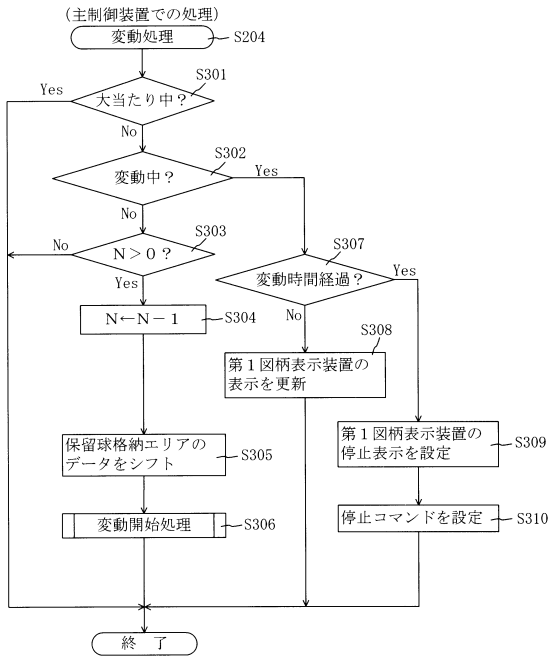 (主制御装置での処理)
変動処理
S204
S301
Yes
大当たり中？
No
S302
変動中？
Yes
No
S303
No
N＞0？
Yes
S307
変動時間経過？
Yes
No
N←N−1
S304
S308
第1図柄表示装置の
表示を更新
保留球格納エリアの
データをシフト
S305
第1図柄表示装置の
停止表示を設定
S309
変動開始処理
S306
停止コマンドを設定
S310
終 了